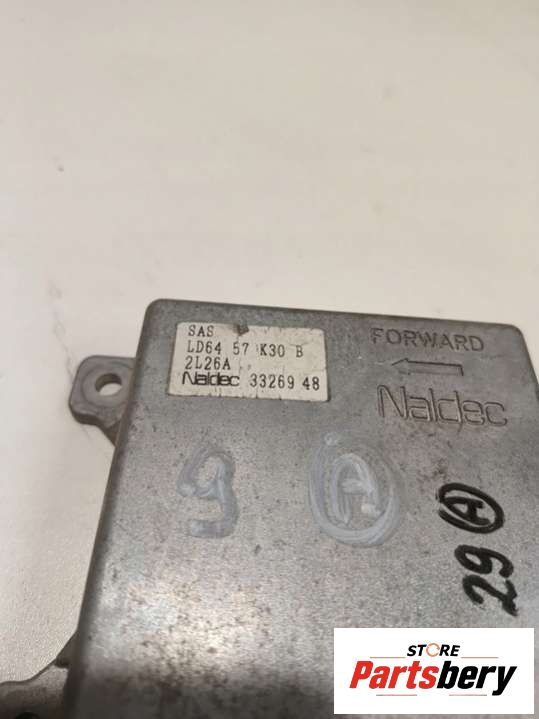 SAS
LD64 57 K30 B
2L26A
Naldec 33269 48
FORWARD
Naldec
9 A
29 A
STORE
Partsbery